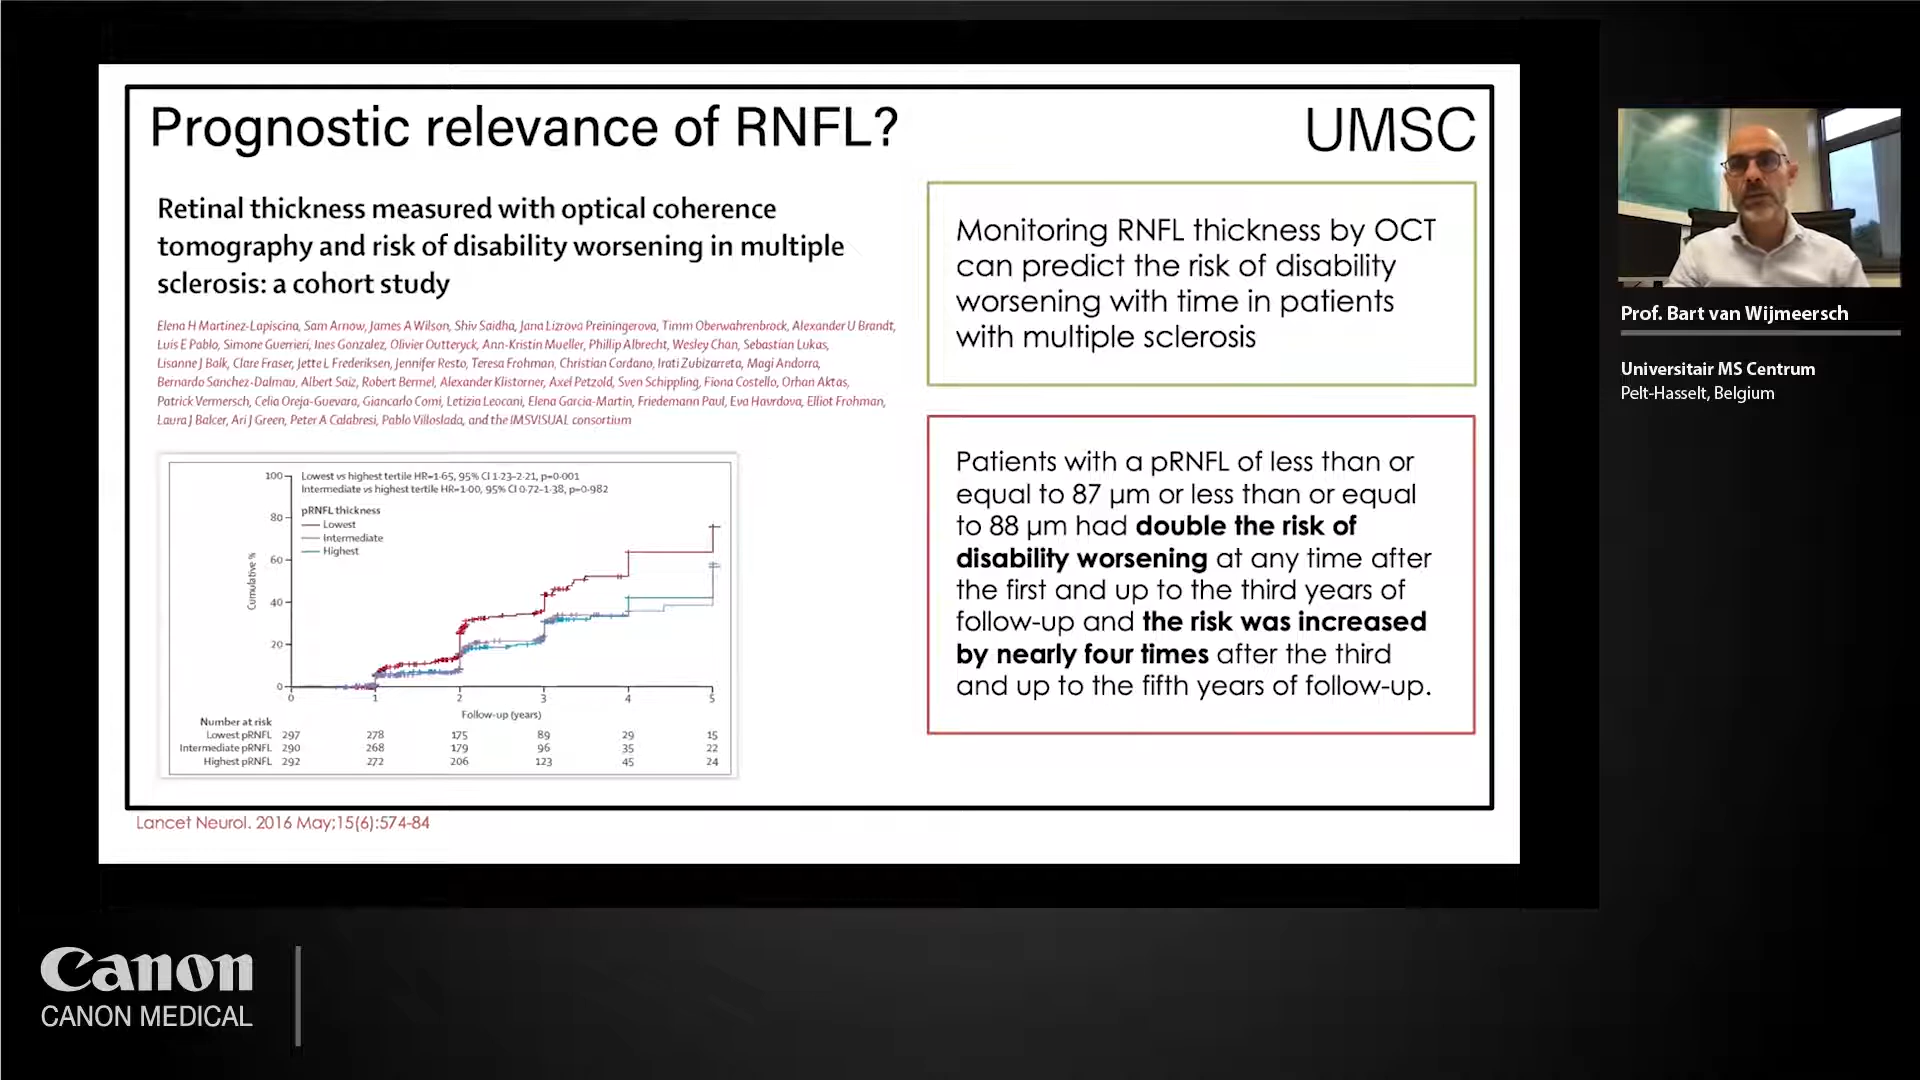 Prognostic relevance of RNFL?
UMSC
Retinal thickness measured with optical coherence
tomography and risk of disability worsening in multiple
sclerosis: a cohort study
Elena H Martinez-Lapiscina, Sam Arnow, James A Wilson, Shiv Saidha, Jana Lizrova Preiningerova, Timm Oberwahrenbrock, Alexander U Brandt,
Luis E Pablo, Simone Guerrieri, Ines Gonzalez, Olivier Outteryck, Ann-Kristin Mueller, Phillip Albrecht, Wesley Chan, Sebastian Lukas,
Lisanne J Balk, Clare Fraser, Jette L Frederiksen, Jennifer Resto, Teresa Frohman, Christian Cordano, Irati Zubizarreta, Magi Andorra,
Bernardo Sanchez-Dalmau, Albert Saiz, Robert Bermel, Alexander Klistorner, Axel Petzold, Sven Schippling, Fiona Costello, Orhan Aktas,
Patrick Vermersch, Celia Oreja-Guevara, Giancarlo Comi, Letizia Leocani, Elena Garcia-Martin, Friedemann Paul, Eva Havrdova, Elliot Frohman,
Laura J Balcer, Ari J Green, Peter A Calabresi, Pablo Villoslada, and the IMSVISUAL consortium
Lowest vs highest tertile HR=1·65, 95% CI 1·23–2·21, p=0·001
Intermediate vs highest tertile HR=1·00, 95% CI 0·72–1·38, p=0·982
pRNFL thickness
Lowest
Intermediate
Highest
100
80
60
40
20
0
Cumulative %
0 1 2 3 4 5
Follow-up (years)
Number at risk
Lowest pRNFL 297 278 175 89 29 15
Intermediate pRNFL 290 268 179 96 35 22
Highest pRNFL 292 272 206 123 45 24
Monitoring RNFL thickness by OCT
can predict the risk of disability
worsening with time in patients
with multiple sclerosis
Patients with a pRNFL of less than or
equal to 87 µm or less than or equal
to 88 µm had double the risk of
disability worsening at any time after
the first and up to the third years of
follow-up and the risk was increased
by nearly four times after the third
and up to the fifth years of follow-up.
Lancet Neurol. 2016 May;15(6):574-84
Prof. Bart van Wijmeersch
Universitair MS Centrum
Pelt-Hasselt, Belgium
Canon
CANON MEDICAL